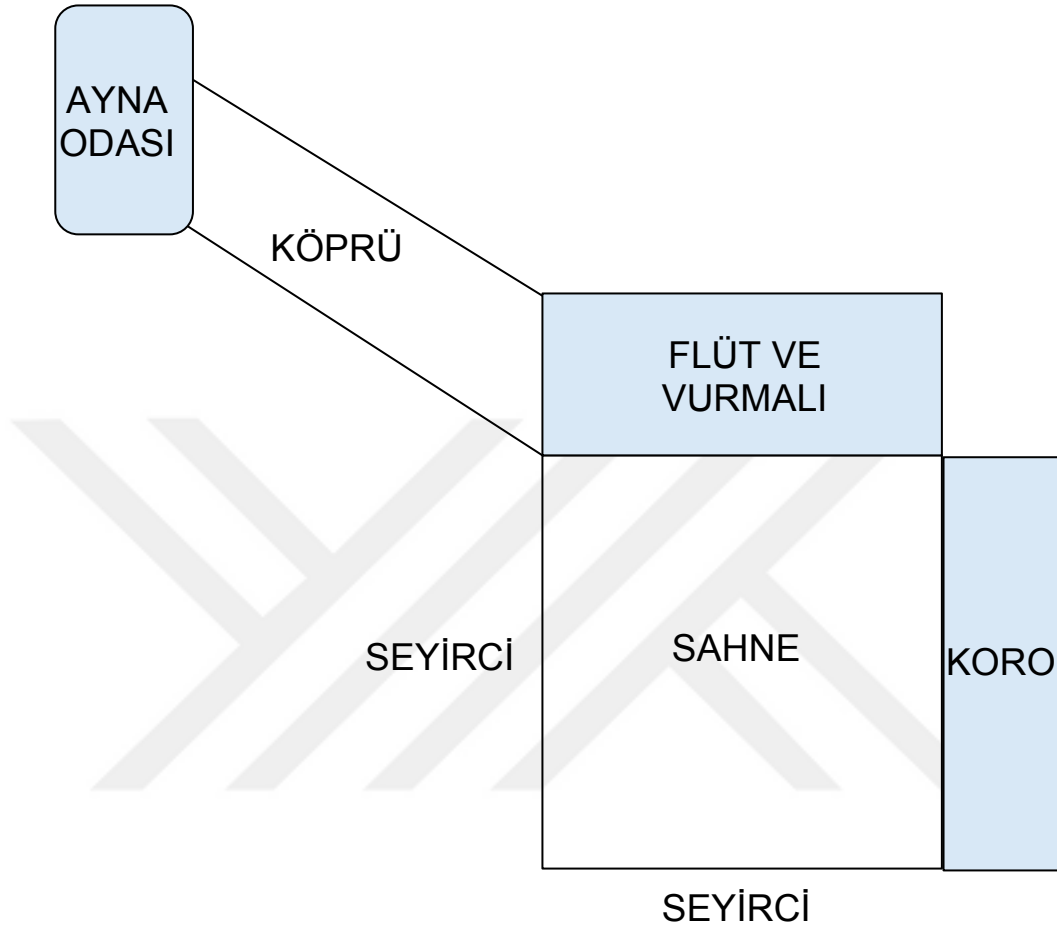 AYNA
ODASI
KÖPRÜ
FLÜT VE
VURMALI
SEYİRCİ
SAHNE
KORO
SEYİRCİ